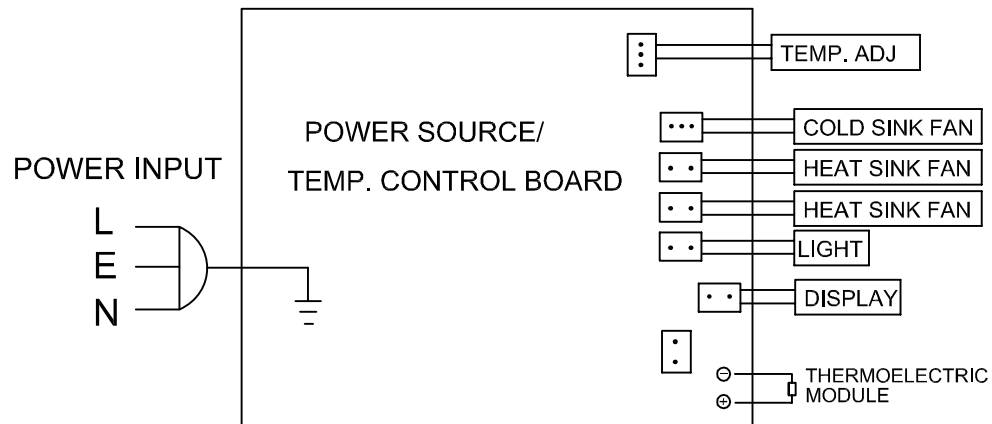 POWER INPUT
L
E
N
POWER SOURCE/
TEMP. CONTROL BOARD
TEMP. ADJ
COLD SINK FAN
HEAT SINK FAN
HEAT SINK FAN
LIGHT
DISPLAY
THERMOELECTRIC
MODULE